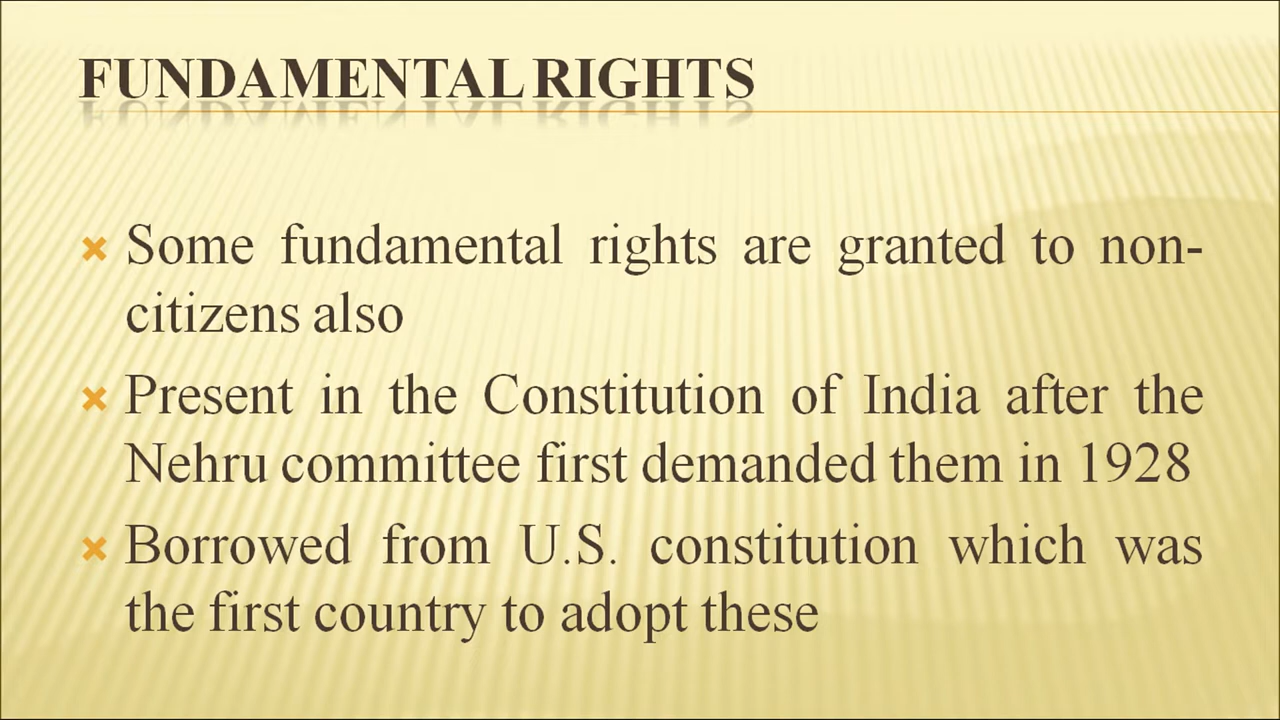 FUNDAMENTAL RIGHTS
Some fundamental rights are granted to non-
citizens also
Present in the Constitution of India after the
Nehru committee first demanded them in 1928
Borrowed from U.S. constitution which was
the first country to adopt these